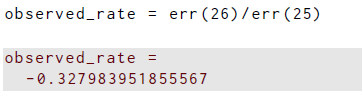 observed_rate = err(26)/err(25)
observed_rate =
-0.327983951855567